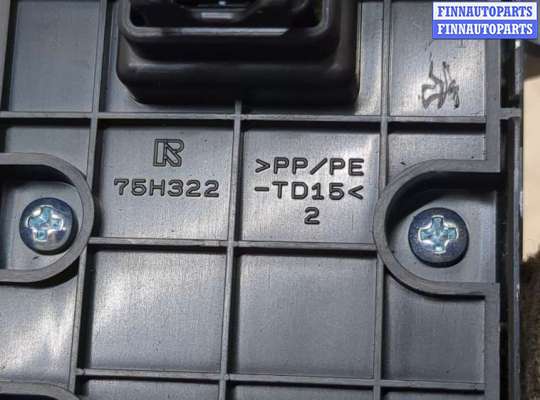 FINNAUTOPARTS
FINNAUTOPARTS
R
75H322
>PP/PE
-TD15<
2